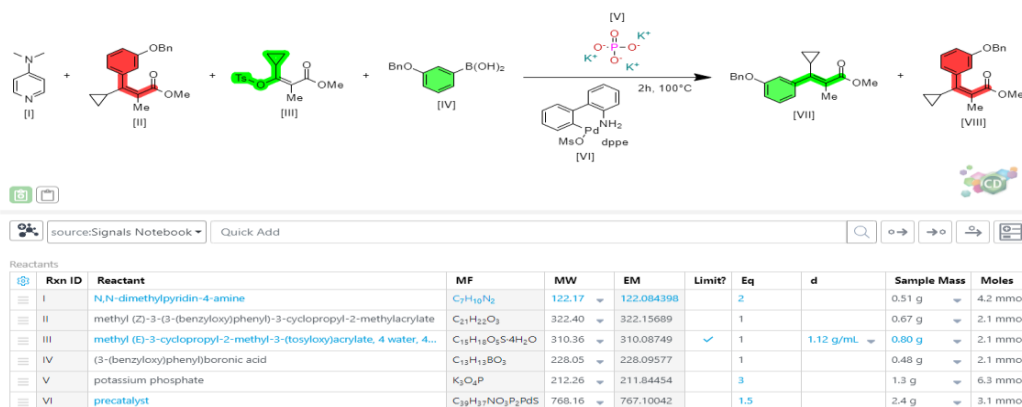 [V]
N
OBn
O
OMe
Me
[I]
[II]
+
+
+
Ts
O
O
OMe
Me
[III]
BnO
B(OH)2
[IV]
O
O- P O-
O-
K+
K+
K+
2h, 100°C
NH2
Pd
MsO dppe
[VI]
BnO
O
OMe
Me
[VII]
+
OBn
O
OMe
Me
[VIII]
CD
source:Signals Notebook
Quick Add
Reactants
Rxn ID Reactant MF MW EM Limit? Eq d Sample Mass Moles
I N,N-dimethylpyridin-4-amine C7H10N2 122.17 122.084398 2 0.51 g 4.2 mmo
II methyl (Z)-3-(3-(benzyloxy)phenyl)-3-cyclopropyl-2-methylacrylate C21H22O3 322.40 322.15689 1 0.67 g 2.1 mmo
III methyl (E)-3-cyclopropyl-2-methyl-3-(tosyloxy)acrylate, 4 water, 4... C15H18O5S·4H2O 310.36 310.08749 1 1.12 g/mL 0.80 g 2.1 mmo
IV (3-(benzyloxy)phenyl)boronic acid C13H13BO3 228.05 228.09577 1 0.48 g 2.1 mmo
V potassium phosphate K3O4P 212.26 211.84454 3 1.3 g 6.3 mmo
VI precatalyst C39H37NO3P2PdS 768.16 767.10042 1.5 2.4 g 3.1 mmo